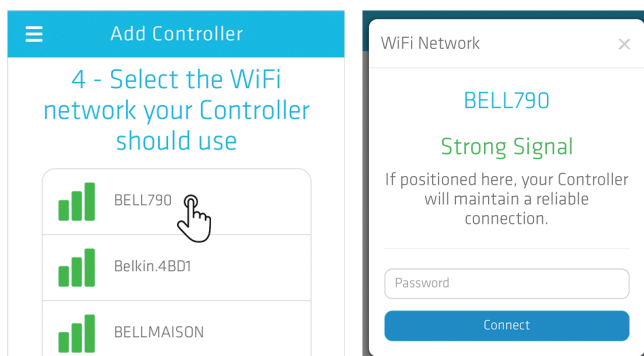 Add Controller
4 - Select the WiFi
network your Controller
should use
BELL790
Belkin.4BD1
BELLMAISON
WiFi Network
BELL790
Strong Signal
If positioned here, your Controller
will maintain a reliable
connection.
Password
Connect